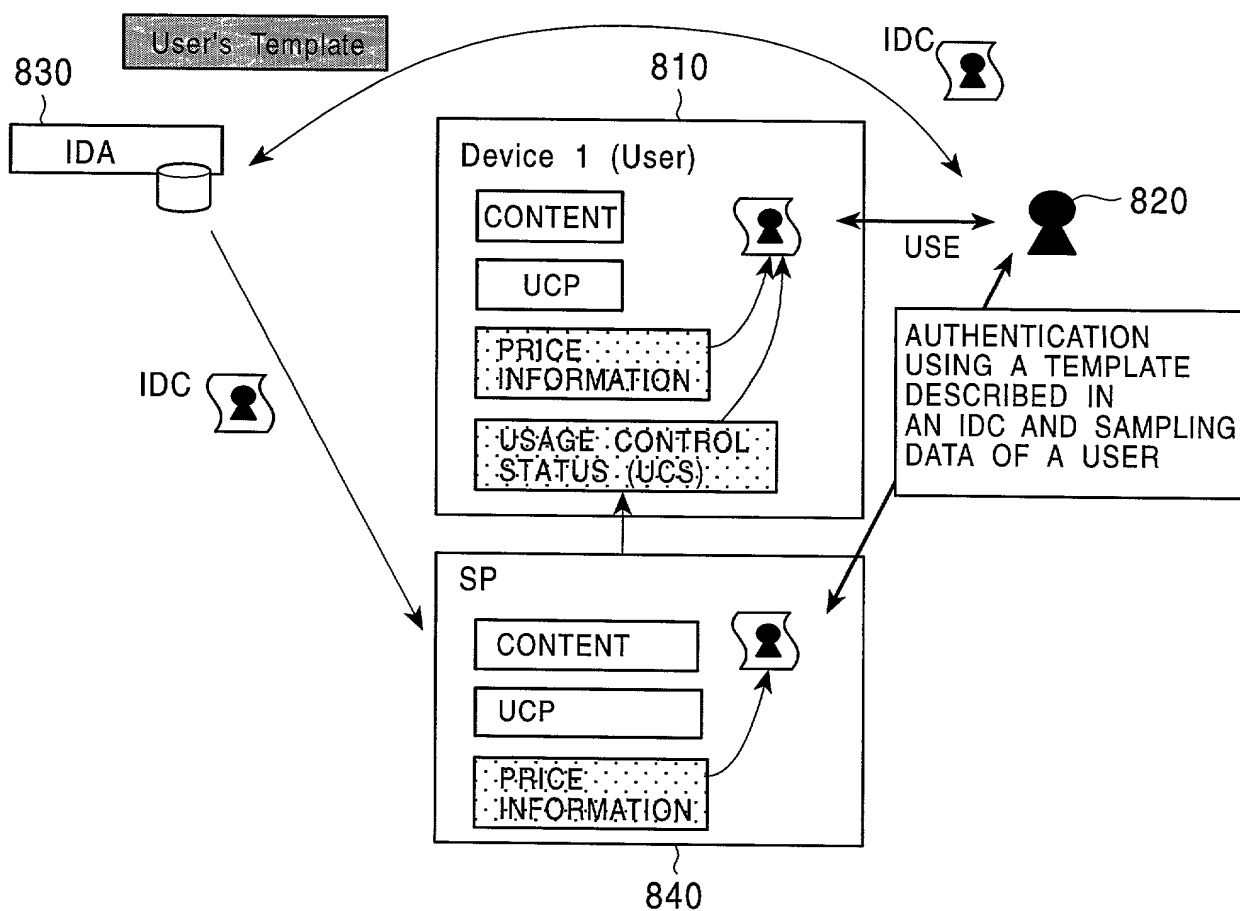 User's Template
IDC
830
810
IDA
Device 1 (User)
820
CONTENT
USE
UCP
PRICE
INFORMATION
AUTHENTICATION
USING A TEMPLATE
DESCRIBED IN
AN IDC AND SAMPLING
DATA OF A USER
IDC
USAGE CONTROL
STATUS (UCS)
SP
CONTENT
UCP
PRICE
INFORMATION
840